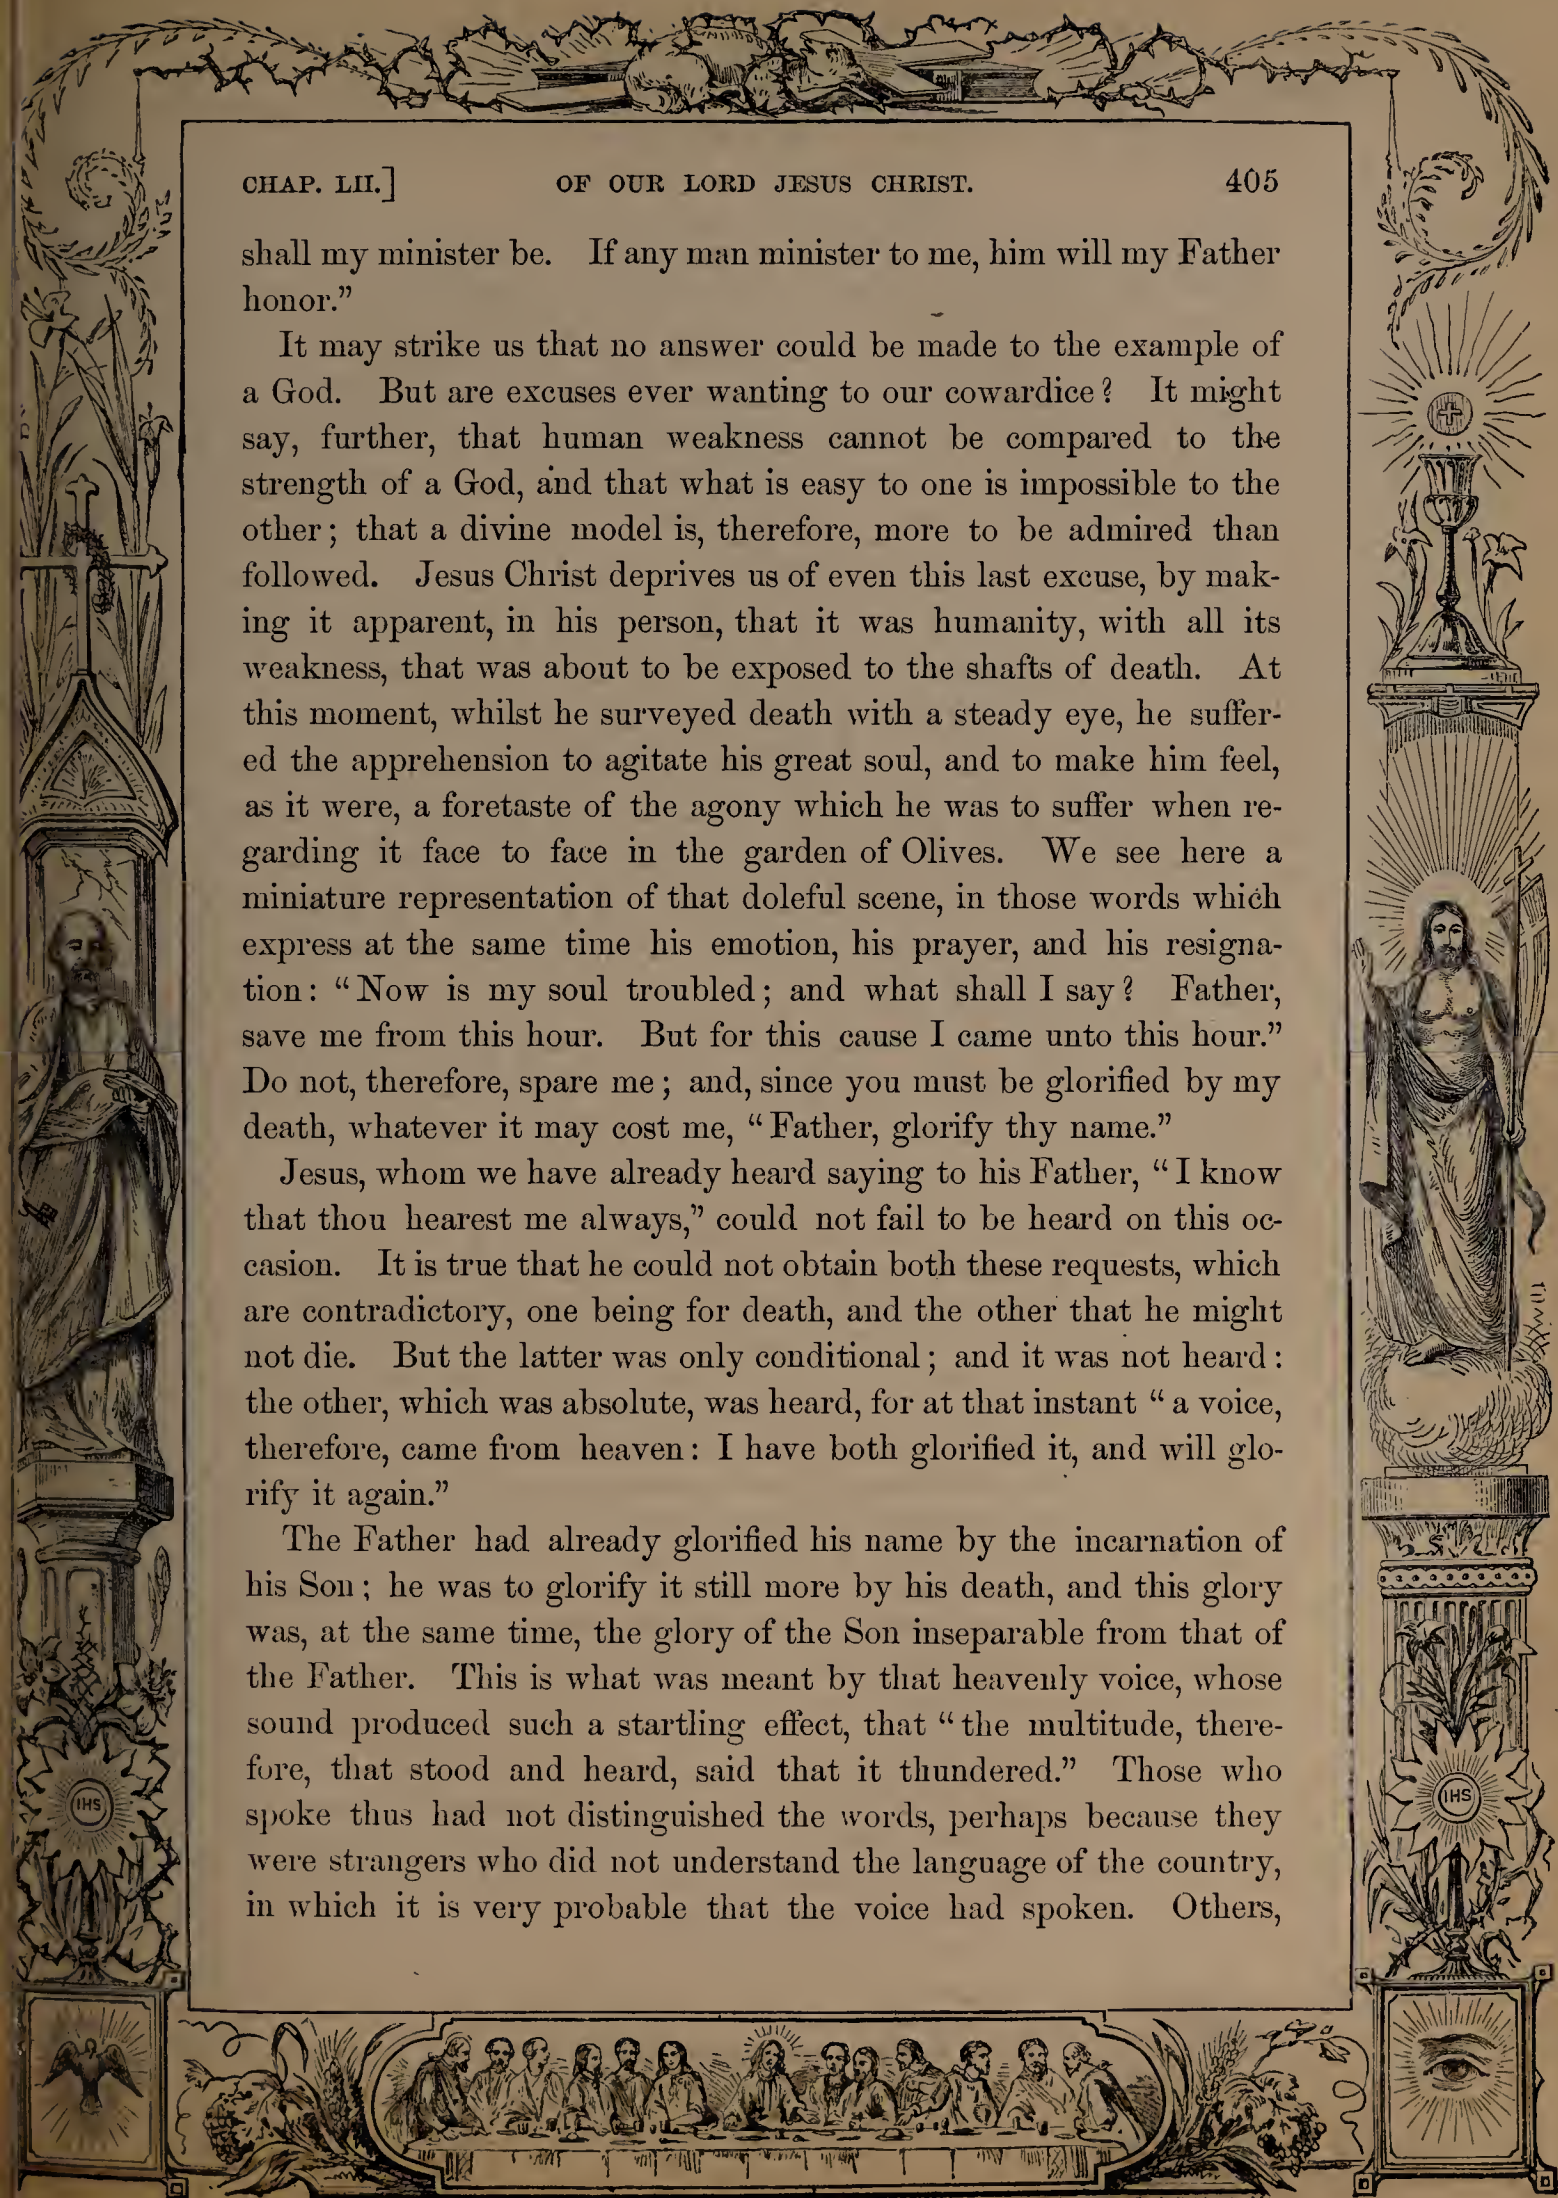 CHAP. LII.] OF OUR LORD JESUS CHRIST. 405
shall my minister be. If any man minister to me, him will my Father
honor.”
It may strike us that no answer could be made to the example of
a God. But are excuses ever wanting to our cowardice? It might
say, further, that human weakness cannot be compared to the
strength of a God, and that what is easy to one is impossible to the
other; that a divine model is, therefore, more to be admired than
followed. Jesus Christ deprives us of even this last excuse, by mak-
ing it apparent, in his person, that it was humanity, with all its
weakness, that was about to be exposed to the shafts of death. At
this moment, whilst he surveyed death with a steady eye, he suffer-
ed the apprehension to agitate his great soul, and to make him feel,
as it were, a foretaste of the agony which he was to suffer when re-
garding it face to face in the garden of Olives. We see here a
miniature representation of that doleful scene, in those words which
express at the same time his emotion, his prayer, and his resigna-
tion: “Now is my soul troubled; and what shall I say? Father,
save me from this hour. But for this cause I came unto this hour.”
Do not, therefore, spare me; and, since you must be glorified by my
death, whatever it may cost me, “Father, glorify thy name.”
Jesus, whom we have already heard saying to his Father, “I know
that thou hearest me always,” could not fail to be heard on this oc-
casion. It is true that he could not obtain both these requests, which
are contradictory, one being for death, and the other that he might
not die. But the latter was only conditional; and it was not heard:
the other, which was absolute, was heard, for at that instant “a voice,
therefore, came from heaven: I have both glorified it, and will glo-
rify it again.”
The Father had already glorified his name by the incarnation of
his Son; he was to glorify it still more by his death, and this glory
was, at the same time, the glory of the Son inseparable from that of
the Father. This is what was meant by that heavenly voice, whose
sound produced such a startling effect, that “the multitude, there-
fore, that stood and heard, said that it thundered.” Those who
spoke thus had not distinguished the words, perhaps because they
were strangers who did not understand the language of the country,
in which it is very probable that the voice had spoken. Others,
IHS
IHS